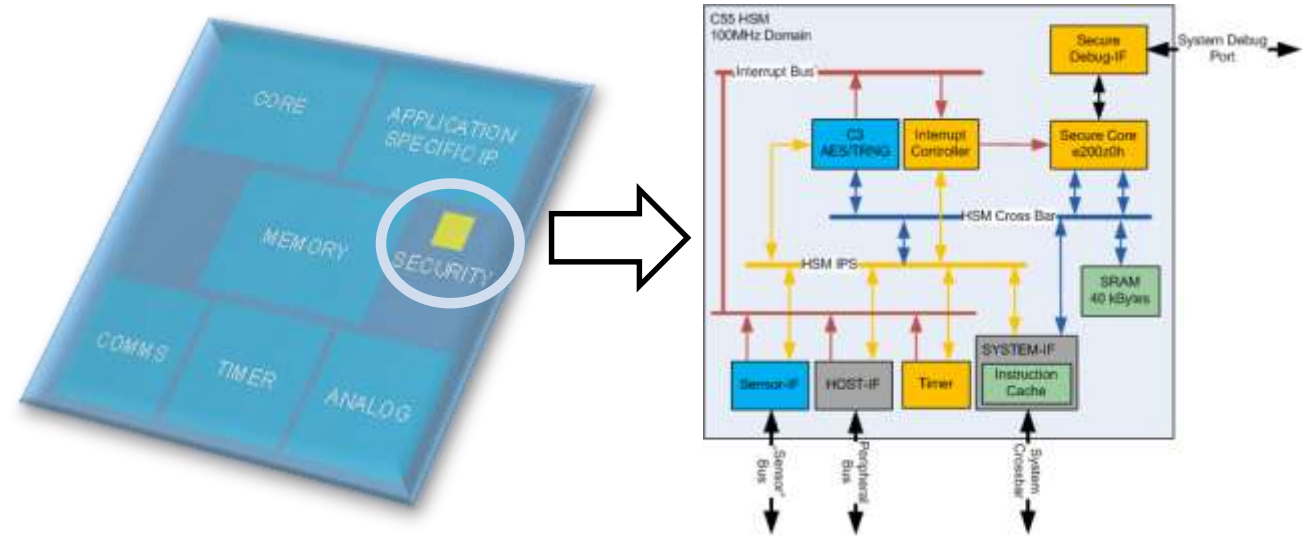 CORE
APPLICATION
SPECIFIC IP
MEMORY
SECURITY
COMMS
TIMER
ANALOG
C55 HSM
100MHz Domain
Secure
Debug-IF
System Debug
Port
Interrupt Bus
C3
AES/TRNG
Interrupt
Controller
Secure Core
e200z0h
HSM Cross Bar
HSM IPS
SRAM
40 kBytes
SYSTEM-IF
Instruction
Cache
Sensor-IF
HOST-IF
Timer
Sensor
Bus
Peripheral
Bus
System
Crossbar